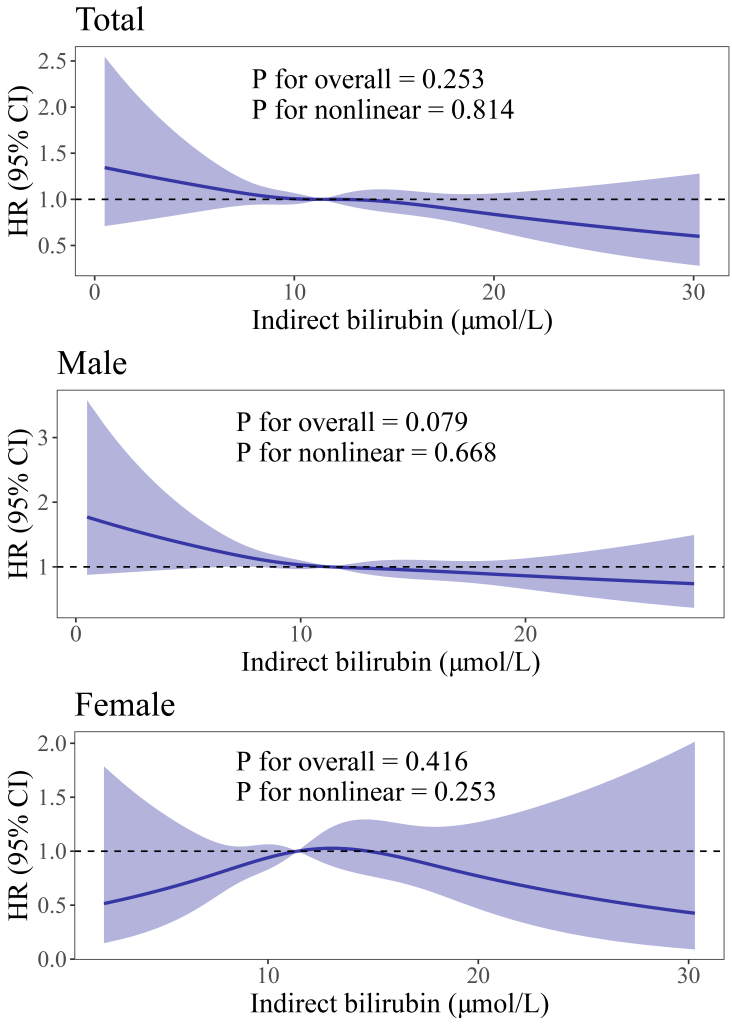 Total
P for overall = 0.253
P for nonlinear = 0.814
HR (95% CI)
2.5
2.0
1.5
1.0
0.5
0 10 20 30
Indirect bilirubin (μmol/L)
Male
P for overall = 0.079
P for nonlinear = 0.668
HR (95% CI)
3
2
1
0 10 20
Indirect bilirubin (μmol/L)
Female
P for overall = 0.416
P for nonlinear = 0.253
HR (95% CI)
2.0
1.5
1.0
0.5
0.0
10 20 30
Indirect bilirubin (μmol/L)